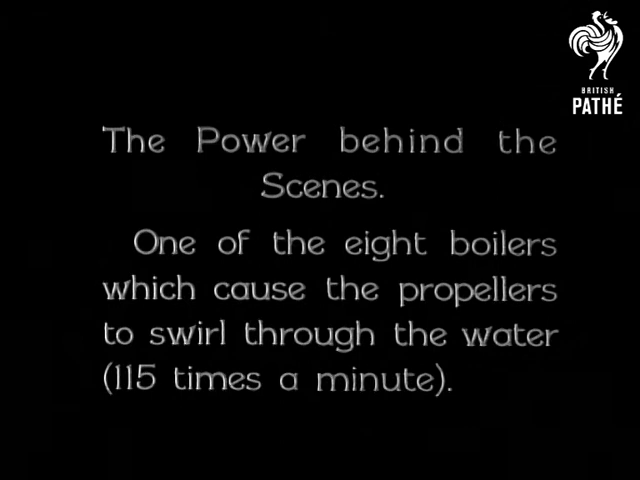 BRITISH
PATHÉ
The Power behind the
Scenes.
One of the eight boilers
which cause the propellers
to swirl through the water
(115 times a minute).